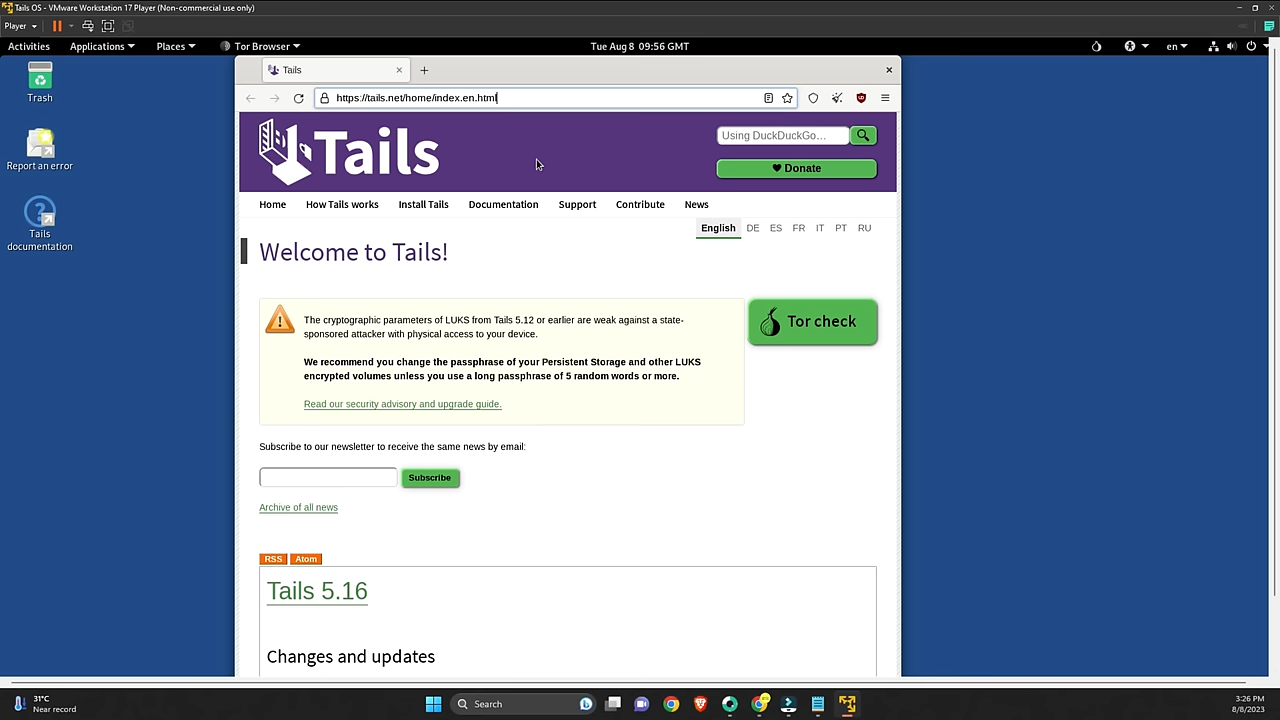 Tails OS - VMware Workstation 17 Player (Non-commercial use only)
Player
Activities Applications Places Tor Browser Tue Aug 8 09:56 GMT en
Trash
Report an error
Tails
documentation
Tails
https://tails.net/home/index.en.html
Tails
Using DuckDuckGo...
Donate
Home How Tails works Install Tails Documentation Support Contribute News
English DE ES FR IT PT RU
Welcome to Tails!
The cryptographic parameters of LUKS from Tails 5.12 or earlier are weak against a state-
sponsored attacker with physical access to your device.
We recommend you change the passphrase of your Persistent Storage and other LUKS
encrypted volumes unless you use a long passphrase of 5 random words or more.
Read our security advisory and upgrade guide.
Tor check
Subscribe to our newsletter to receive the same news by email:
Subscribe
Archive of all news
RSS Atom
Tails 5.16
Changes and updates
31°C
Near record
Search
3:26 PM
8/8/2023